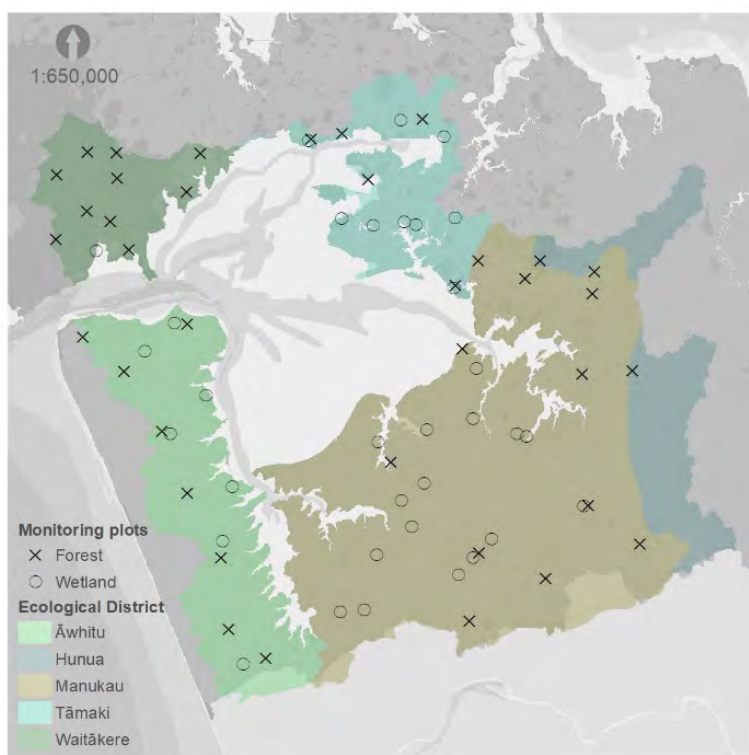 1:650,000
Monitoring plots
Forest
Wetland
Ecological District
Āwhitu
Hunua
Manukau
Tāmaki
Waitākere